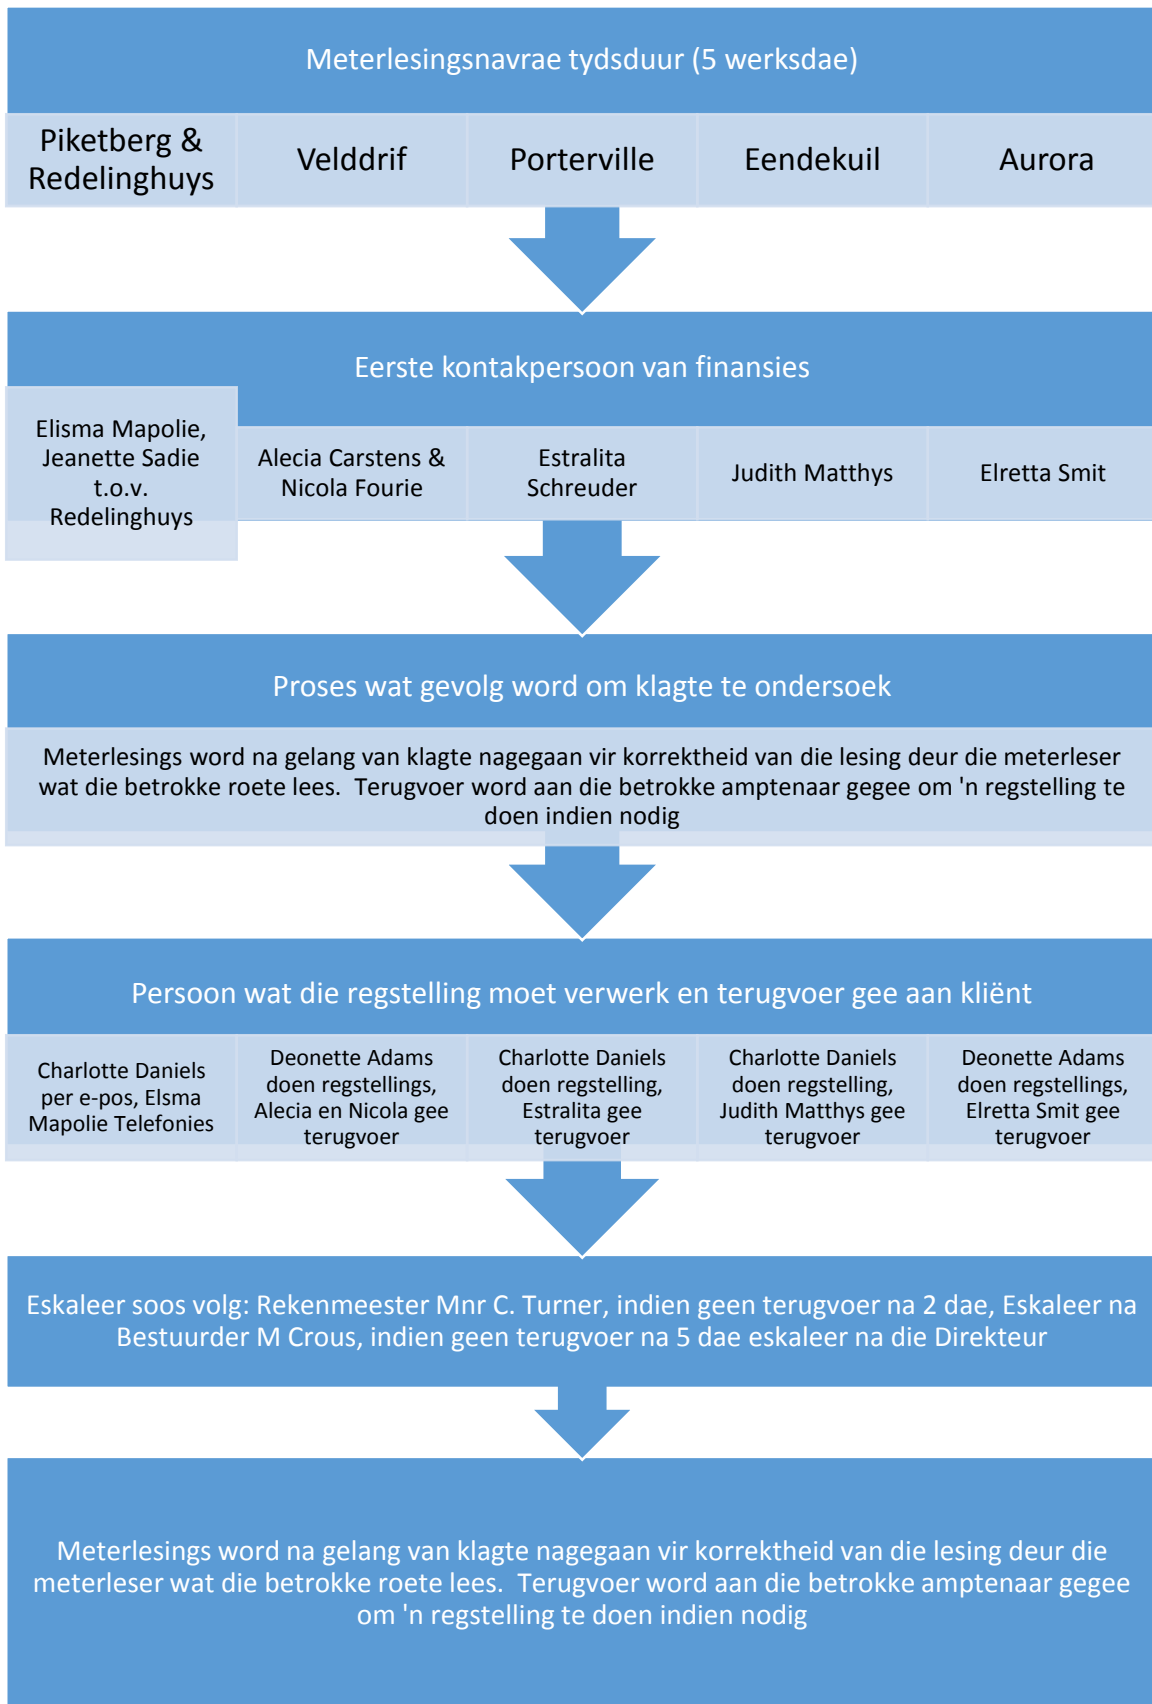 Meterlesingsnavrae tydsduur (5 werksdae)
Piketberg &
Redelinghuys
Velddrif
Porterville
Eendekuil
Aurora
Eerste kontakpersoon van finansies
Elisma Mapolie,
Jeanette Sadie
t.o.v.
Redelinghuys
Alecia Carstens &
Nicola Fourie
Estralita
Schreuder
Judith Matthys
Elretta Smit
Proses wat gevolg word om klagte te ondersoek
Meterlesings word na gelang van klagte nagegaan vir korrektheid van die lesing deur die meterleser
wat die betrokke roete lees.  Terugvoer word aan die betrokke amptenaar gegee om 'n regstelling te
doen indien nodig
Persoon wat die regstelling moet verwerk en terugvoer gee aan kliënt
Charlotte Daniels
per e-pos, Elsma
Mapolie Telefonies
Deonette Adams
doen regstellings,
Alecia en Nicola gee
terugvoer
Charlotte Daniels
doen regstelling,
Estralita gee
terugvoer
Charlotte Daniels
doen regstelling,
Judith Matthys gee
terugvoer
Deonette Adams
doen regstellings,
Elretta Smit gee
terugvoer
Eskaleer soos volg: Rekenmeester Mnr C. Turner, indien geen terugvoer na 2 dae, Eskaleer na
Bestuurder M Crous, indien geen terugvoer na 5 dae eskaleer na die Direkteur
Meterlesings word na gelang van klagte nagegaan vir korrektheid van die lesing deur die
meterleser wat die betrokke roete lees.  Terugvoer word aan die betrokke amptenaar gegee
om 'n regstelling te doen indien nodig